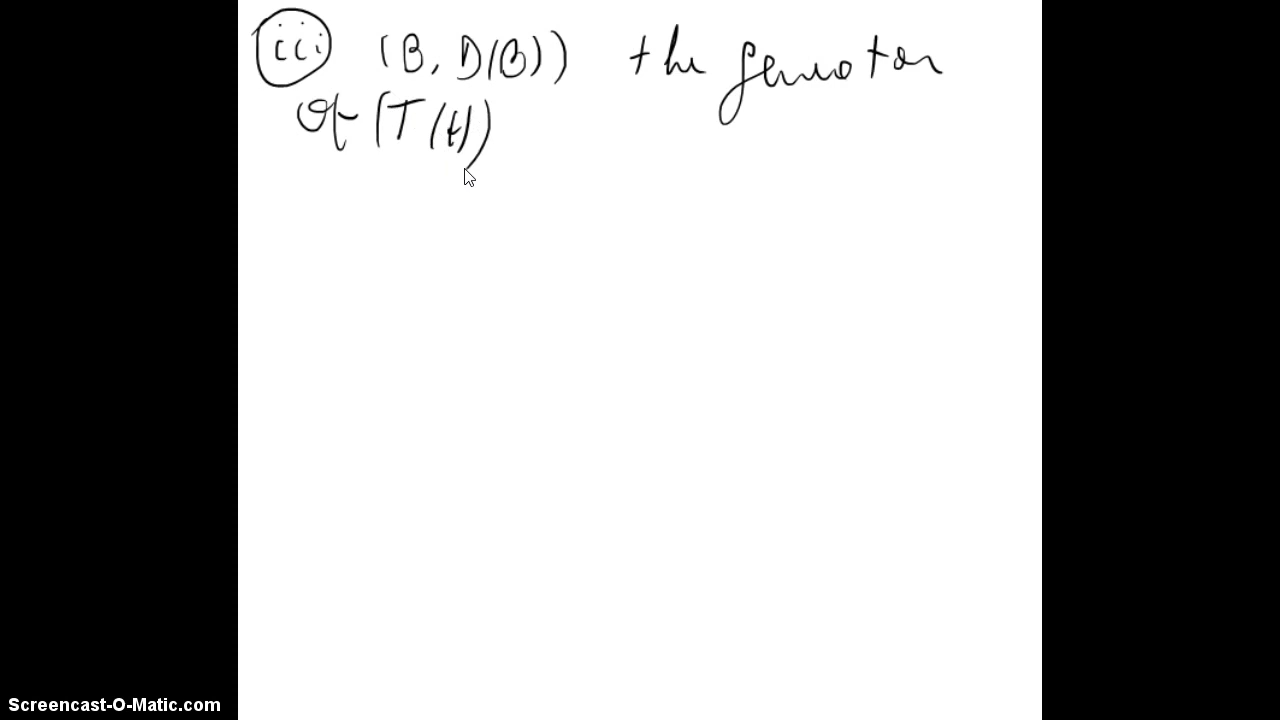 (iii) (B, D(B)) the generator
of (T(t))
Screencast-O-Matic.com